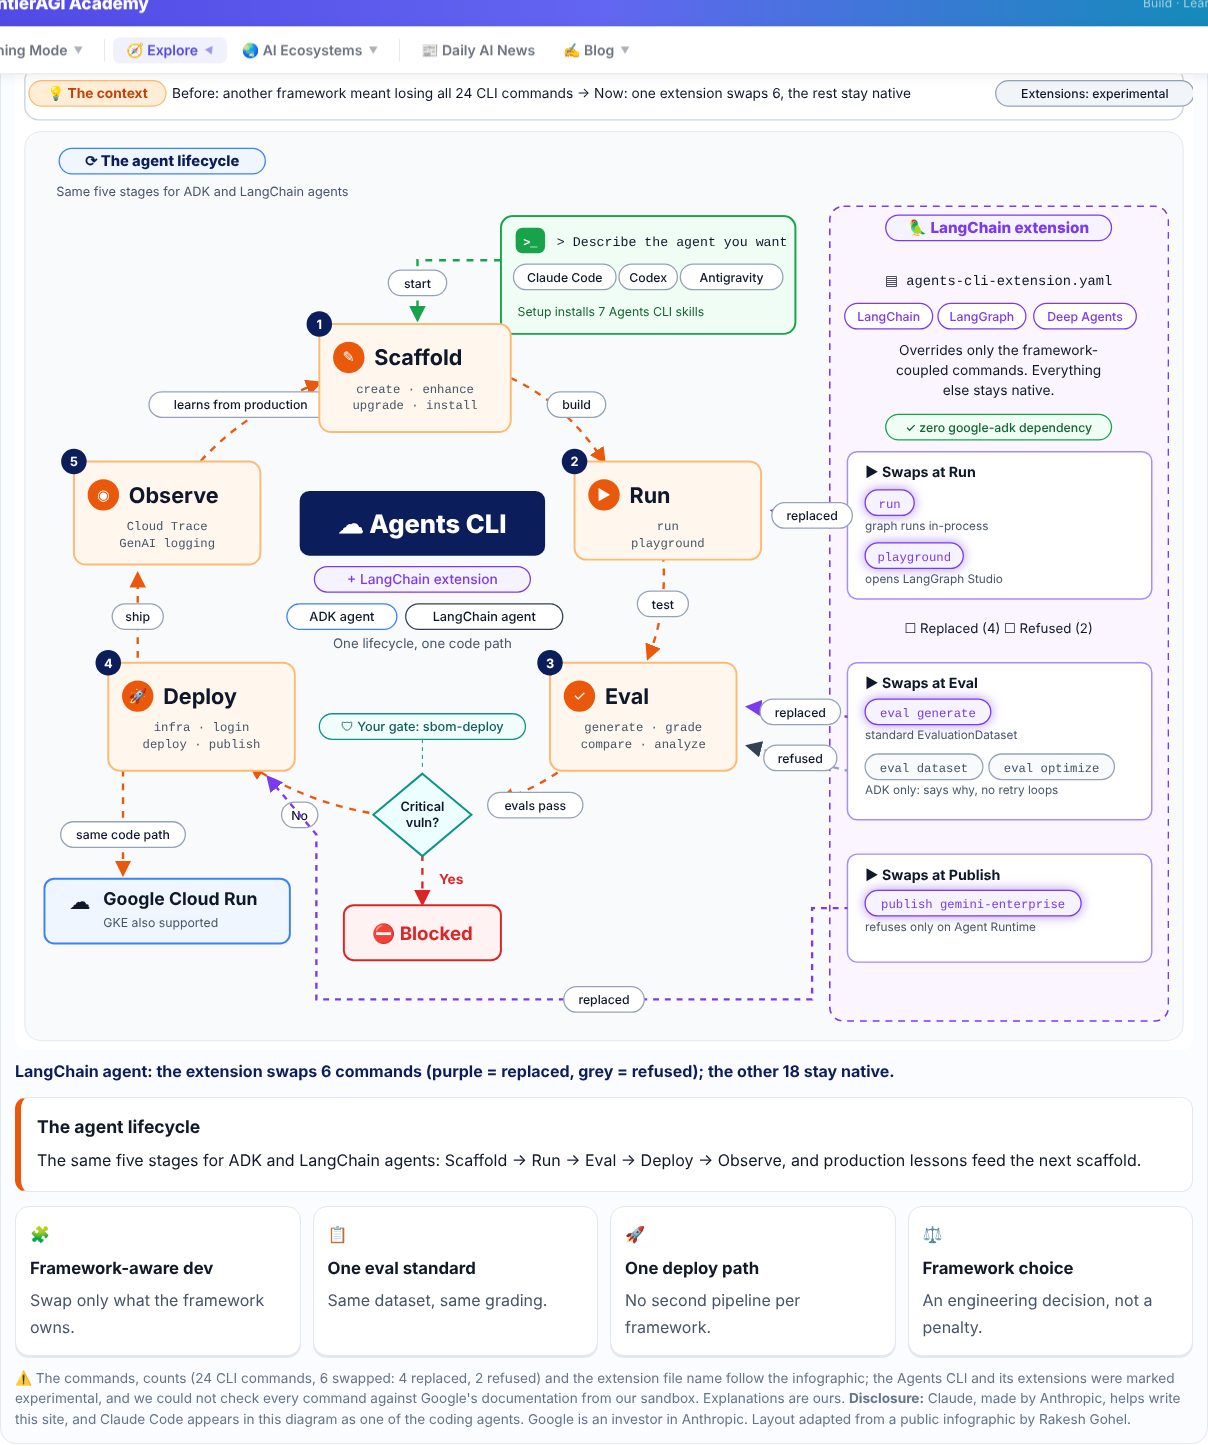 ntierAGI Academy
Build · Lear
ning Mode ▼
🧭 Explore ◀
🌏 AI Ecosystems ▼
📰 Daily AI News
✍️ Blog ▼
💡 The context
Before: another framework meant losing all 24 CLI commands → Now: one extension swaps 6, the rest stay native
Extensions: experimental
⟳ The agent lifecycle
Same five stages for ADK and LangChain agents
>_ > Describe the agent you want
Claude Code Codex Antigravity
Setup installs 7 Agents CLI skills
start
1
✎ Scaffold
create · enhance
upgrade · install
learns from production
build
5
◉ Observe
Cloud Trace
GenAI logging
2
▶ Run
run
playground
☁ Agents CLI
+ LangChain extension
ADK agent LangChain agent
One lifecycle, one code path
ship
test
replaced
4
🚀 Deploy
infra · login
deploy · publish
3
✓ Eval
generate · grade
compare · analyze
🛡 Your gate: sbom-deploy
Critical
vuln?
No
evals pass
replaced
refused
same code path
Yes
☁ Google Cloud Run
GKE also supported
⛔ Blocked
replaced
🦜 LangChain extension
▤ agents-cli-extension.yaml
LangChain LangGraph Deep Agents
Overrides only the framework-
coupled commands. Everything
else stays native.
✓ zero google-adk dependency
▶ Swaps at Run
run
graph runs in-process
playground
opens LangGraph Studio
☐ Replaced (4) ☐ Refused (2)
▶ Swaps at Eval
eval generate
standard EvaluationDataset
eval dataset eval optimize
ADK only: says why, no retry loops
▶ Swaps at Publish
publish gemini-enterprise
refuses only on Agent Runtime
LangChain agent: the extension swaps 6 commands (purple = replaced, grey = refused); the other 18 stay native.
The agent lifecycle
The same five stages for ADK and LangChain agents: Scaffold → Run → Eval → Deploy → Observe, and production lessons feed the next scaffold.
🧩
Framework-aware dev
Swap only what the framework
owns.
📋
One eval standard
Same dataset, same grading.
🚀
One deploy path
No second pipeline per
framework.
⚖️
Framework choice
An engineering decision, not a
penalty.
⚠️ The commands, counts (24 CLI commands, 6 swapped: 4 replaced, 2 refused) and the extension file name follow the infographic; the Agents CLI and its extensions were marked
experimental, and we could not check every command against Google's documentation from our sandbox. Explanations are ours. Disclosure: Claude, made by Anthropic, helps write
this site, and Claude Code appears in this diagram as one of the coding agents. Google is an investor in Anthropic. Layout adapted from a public infographic by Rakesh Gohel.